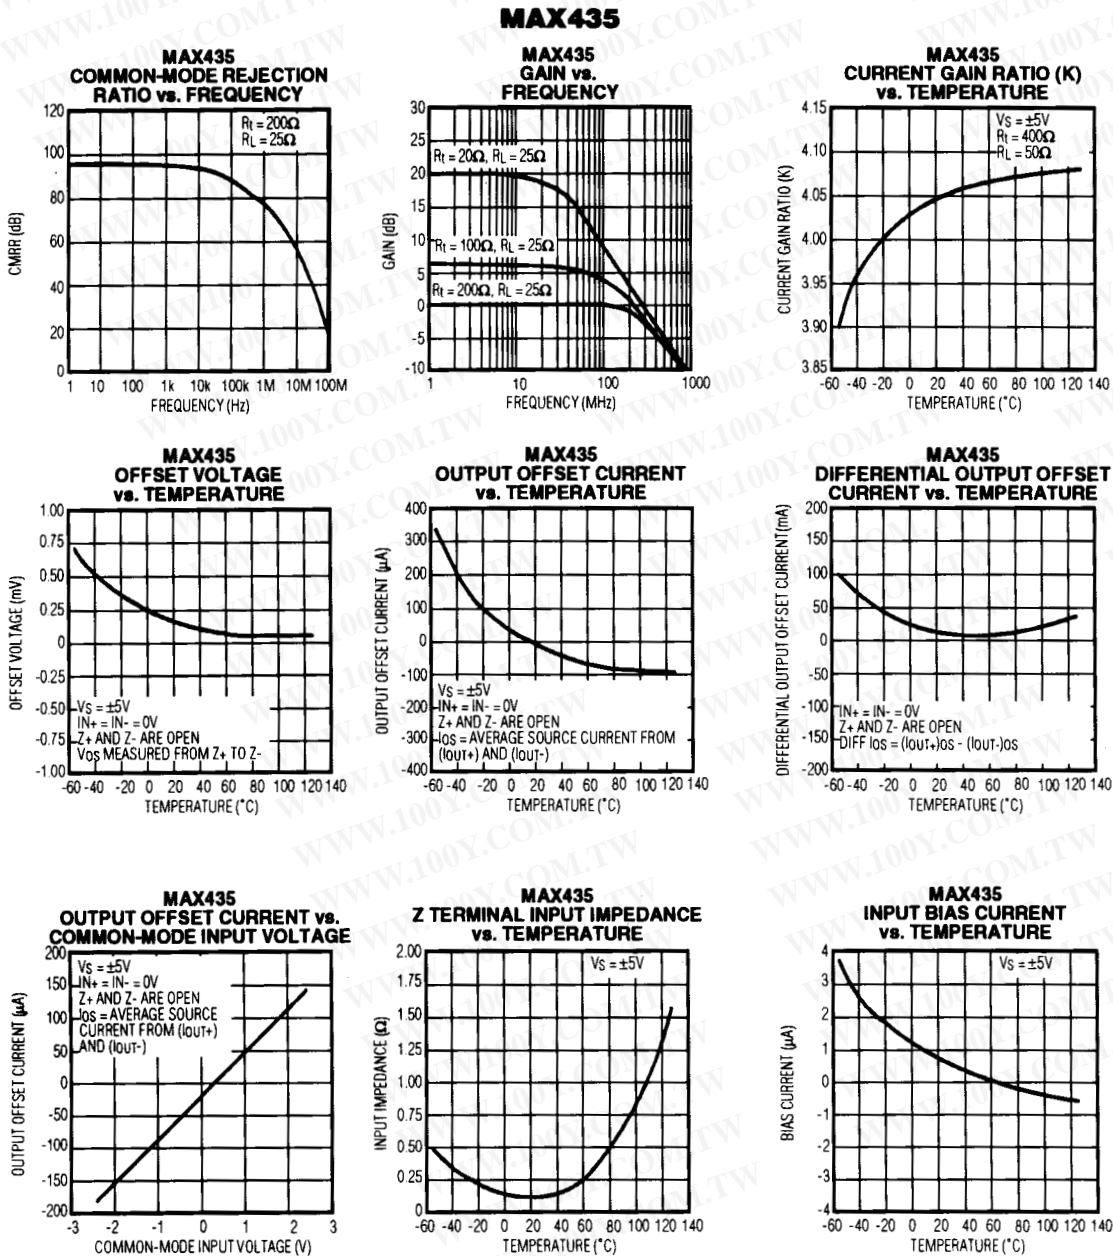 MAX435
MAX435
COMMON-MODE REJECTION
RATIO vs. FREQUENCY
120
100
80
60
40
20
0
CMRR (dB)
Rt = 200Ω
RL = 25Ω
1 10 100 1k 10k 100k 1M 10M 100M
FREQUENCY (Hz)
MAX435
GAIN vs.
FREQUENCY
30
25
20
15
10
5
0
-5
-10
GAIN (dB)
Rt = 20Ω, RL = 25Ω
Rt = 100Ω, RL = 25Ω
Rt = 200Ω, RL = 25Ω
1 10 100 1000
FREQUENCY (MHz)
MAX435
CURRENT GAIN RATIO (K)
vs. TEMPERATURE
4.15
4.10
4.05
4.00
3.95
3.90
3.85
CURRENT GAIN RATIO (K)
VS = ±5V
Rt = 400Ω
RL = 50Ω
-60 -40 -20 0 20 40 60 80 100 120 140
TEMPERATURE (°C)
MAX435
OFFSET VOLTAGE
vs. TEMPERATURE
1.00
0.75
0.50
0.25
0
-0.25
-0.50
-0.75
-1.00
OFFSET VOLTAGE (mV)
VS = ±5V
IN+ = IN- = 0V
Z+ AND Z- ARE OPEN
VOS MEASURED FROM Z+ TO Z-
-60 -40 -20 0 20 40 60 80 100 120 140
TEMPERATURE (°C)
MAX435
OUTPUT OFFSET CURRENT
vs. TEMPERATURE
400
300
200
100
0
-100
-200
-300
-400
OUTPUT OFFSET CURRENT (µA)
VS = ±5V
IN+ = IN- = 0V
Z+ AND Z- ARE OPEN
IOS = AVERAGE SOURCE CURRENT FROM
(IOUT+) AND (IOUT-)
-60 -40 -20 0 20 40 60 80 100 120 140
TEMPERATURE (°C)
MAX435
DIFFERENTIAL OUTPUT OFFSET
CURRENT vs. TEMPERATURE
200
150
100
50
0
-50
-100
-150
-200
DIFFERENTIAL OUTPUT OFFSET CURRENT(mA)
IN+ = IN- = 0V
Z+ AND Z- ARE OPEN
DIFF IOS = (IOUT+)OS - (IOUT-)OS
-60 -40 -20 0 20 40 60 80 100 120 140
TEMPERATURE (°C)
MAX435
OUTPUT OFFSET CURRENT vs.
COMMON-MODE INPUT VOLTAGE
200
150
100
50
0
-50
-100
-150
-200
OUTPUT OFFSET CURRENT (µA)
VS = ±5V
IN+ = IN- = 0V
Z+ AND Z- ARE OPEN
IOS = AVERAGE SOURCE
CURRENT FROM (IOUT+)
AND (IOUT-)
-3 -2 -1 0 1 2 3
COMMON-MODE INPUT VOLTAGE (V)
MAX435
Z TERMINAL INPUT IMPEDANCE
vs. TEMPERATURE
2.00
1.75
1.50
1.25
1.00
0.75
0.50
0.25
0
INPUT IMPEDANCE (Ω)
VS = ±5V
-60 -40 -20 0 20 40 60 80 100 120 140
TEMPERATURE (°C)
MAX435
INPUT BIAS CURRENT
vs. TEMPERATURE
4
3
2
1
0
-1
-2
-3
-4
BIAS CURRENT (µA)
VS = ±5V
-60 -40 -20 0 20 40 60 80 100 120 140
TEMPERATURE (°C)
WWW.100Y.COM.TW